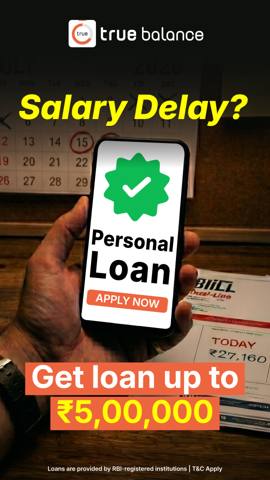 true
true balance
Salary Delay?
15
Personal
Loan
APPLY NOW
TODAY
₹27,160
Get loan up to
₹5,00,000
Loans are provided by RBI-registered institutions | T&C Apply